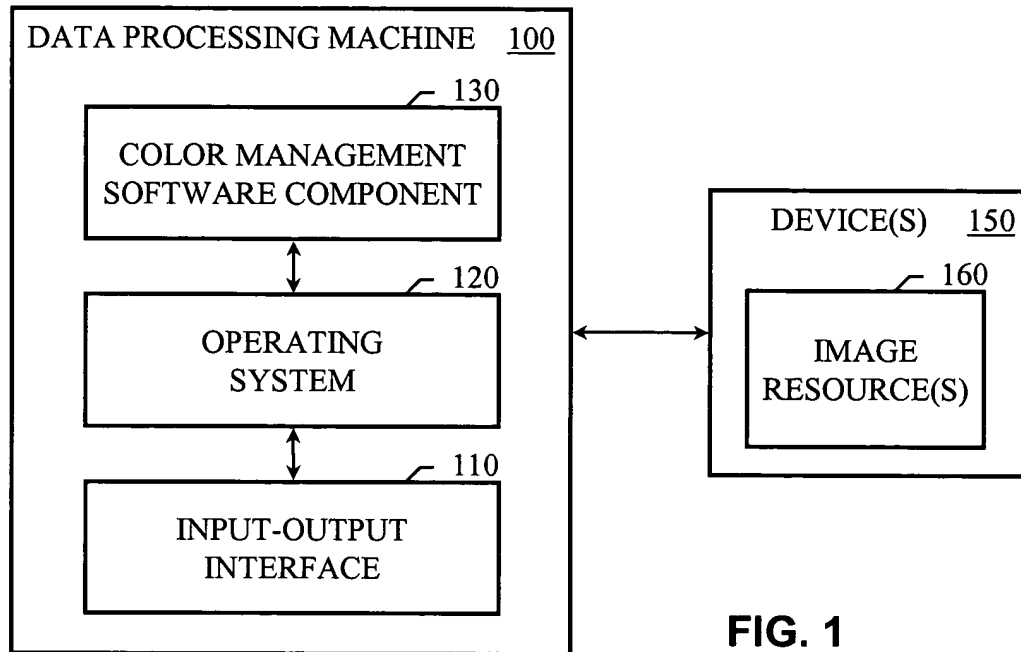 DATA PROCESSING MACHINE 100
130
COLOR MANAGEMENT
SOFTWARE COMPONENT
120
OPERATING
SYSTEM
110
INPUT-OUTPUT
INTERFACE
DEVICE(S) 150
160
IMAGE
RESOURCE(S)
FIG. 1